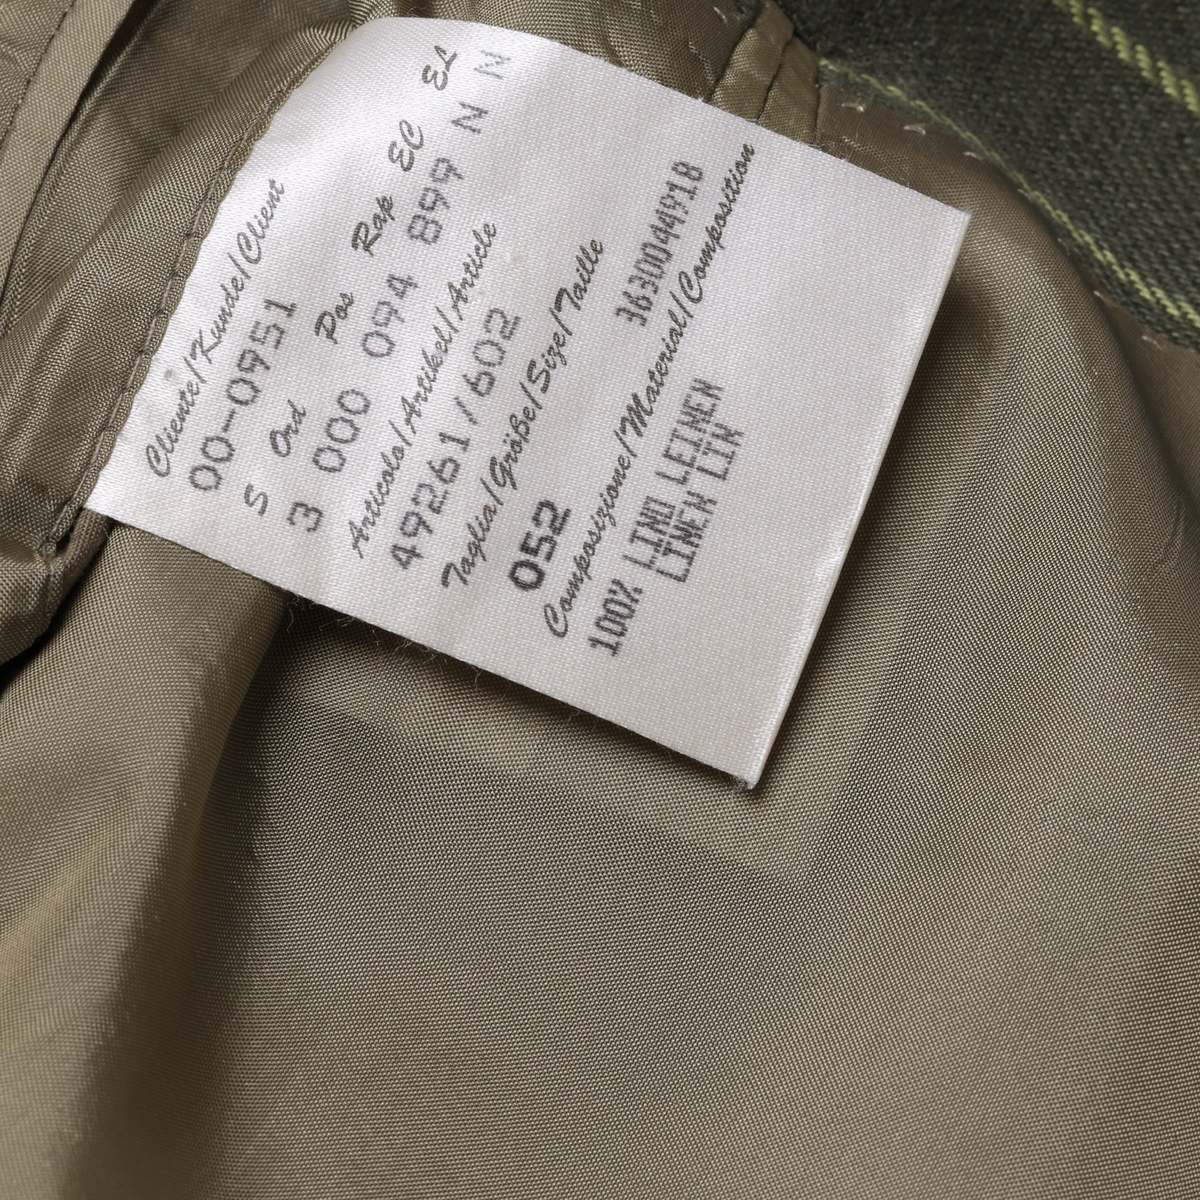 Cliente/Kunde/Client
00-0951
S Ord Pos Rap EC EL
3 000 094 899 N N
Articolo/Artikel/Article
49261/602
Taglia/Größe/Size/Taille
052 3630044918
Composizione/Material/Composition
100% LINO LEINEN
LINEN LIN